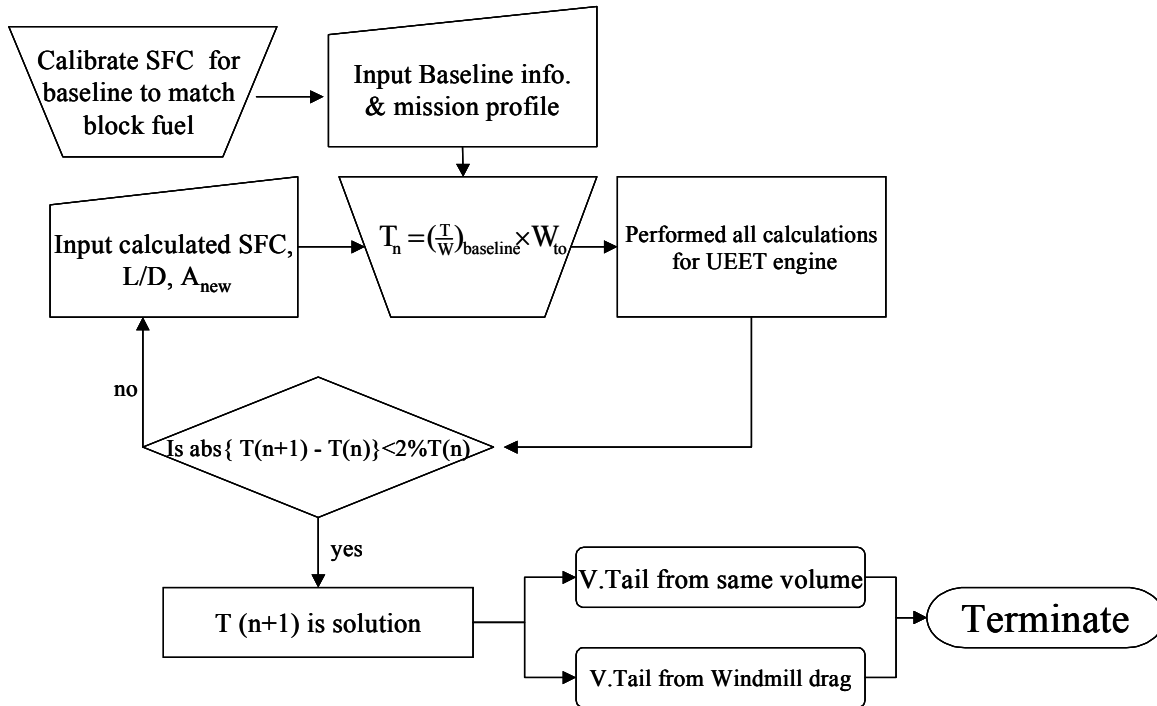 Calibrate SFC for
baseline to match
block fuel
Input Baseline info.
& mission profile
Input calculated SFC,
L/D, Aₙₑw
Tₙ = (T/W)baseline × Wto
Performed all calculations
for UEET engine
no
Is abs{ T(n+1) - T(n)}<2%T(n)
yes
T (n+1) is solution
V.Tail from same volume
V.Tail from Windmill drag
Terminate